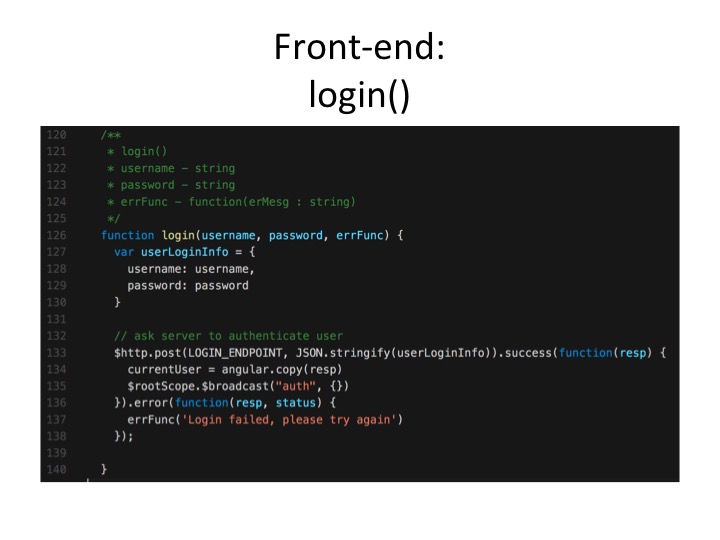 Front-end:
login()
120 /**
121 * login()
122 * username – string
123 * password – string
124 * errFunc – function(erMesg : string)
125 */
126 function login(username, password, errFunc) {
127 var userLoginInfo = {
128 username: username,
129 password: password
130 }
131
132 // ask server to authenticate user
133 $http.post(LOGIN_ENDPOINT, JSON.stringify(userLoginInfo)).success(function(resp) {
134 currentUser = angular.copy(resp)
135 $rootScope.$broadcast("auth", {})
136 }).error(function(resp, status) {
137 errFunc('Login failed, please try again')
138 });
139
140 }